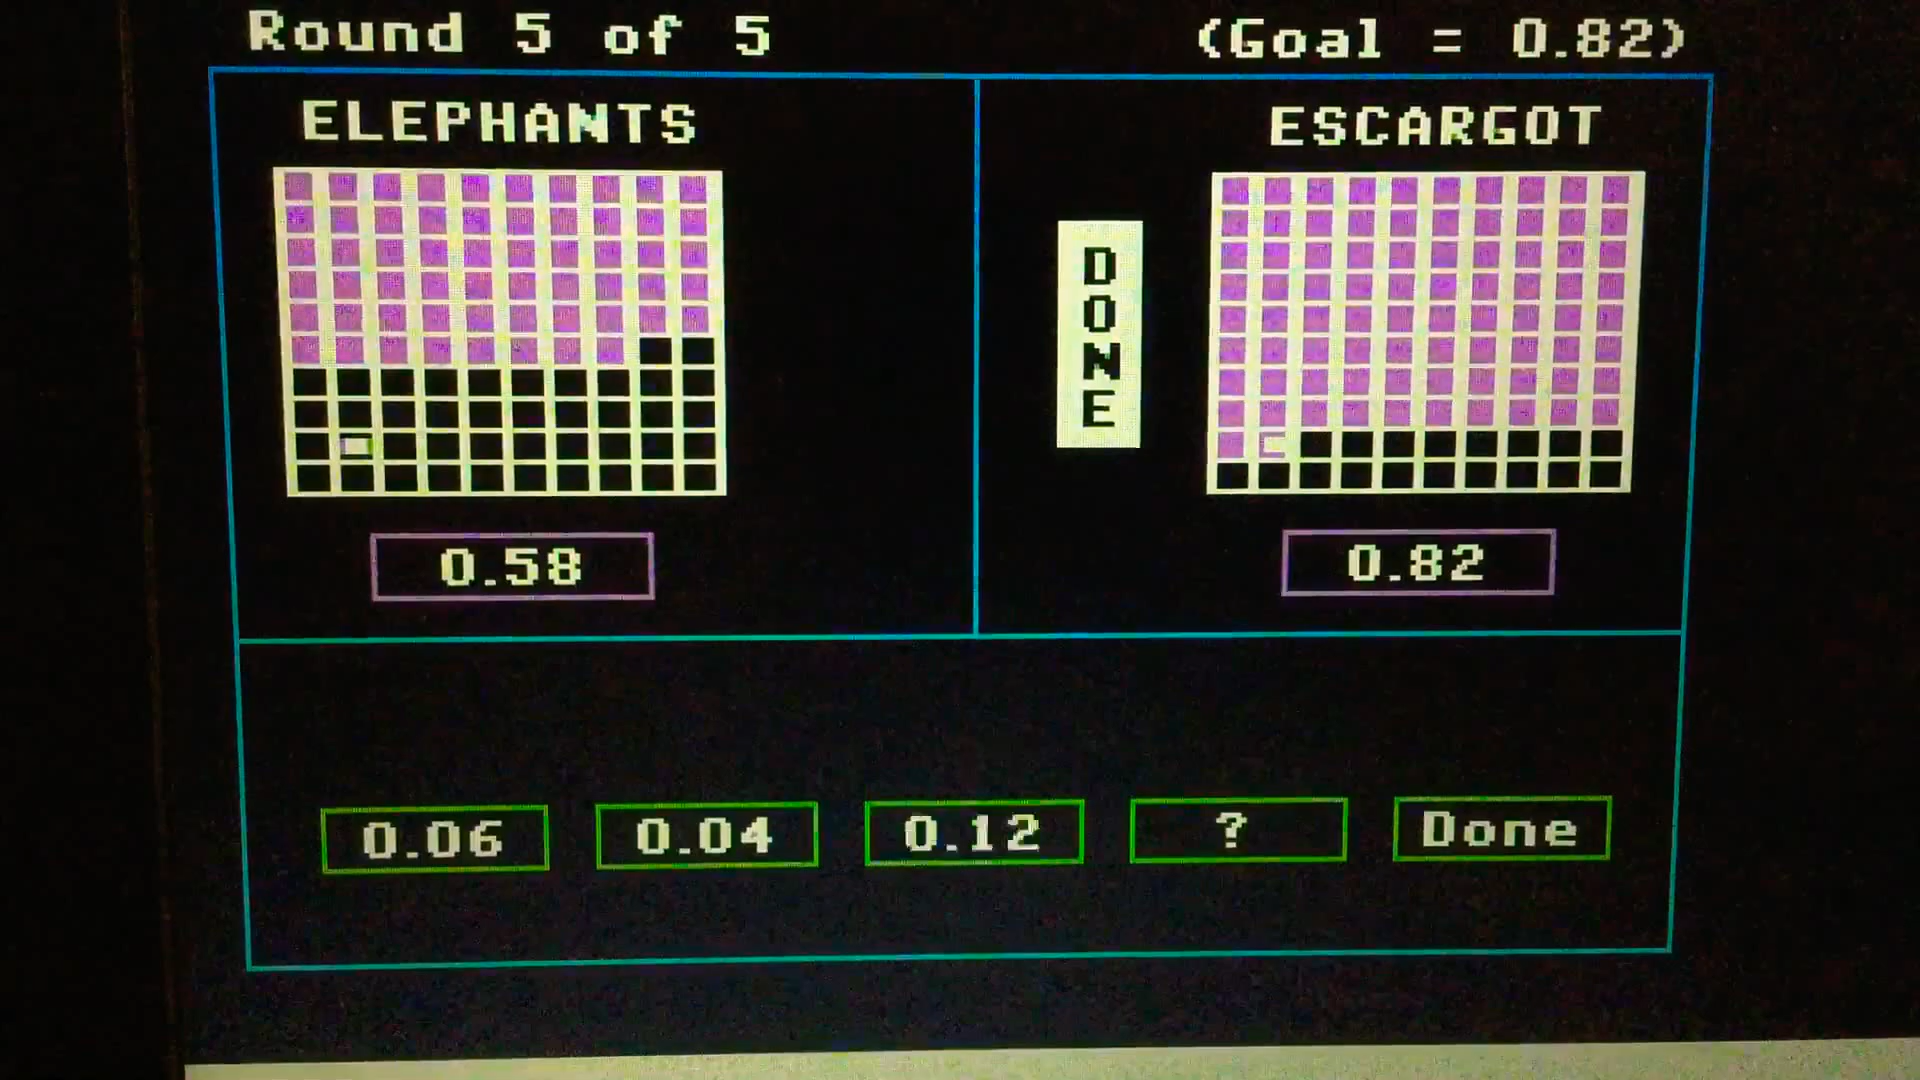 Round 5 of 5
(Goal = 0.82)
ELEPHANTS
ESCARGOT
DONE
0.58
0.82
0.06
0.04
0.12
?
Done